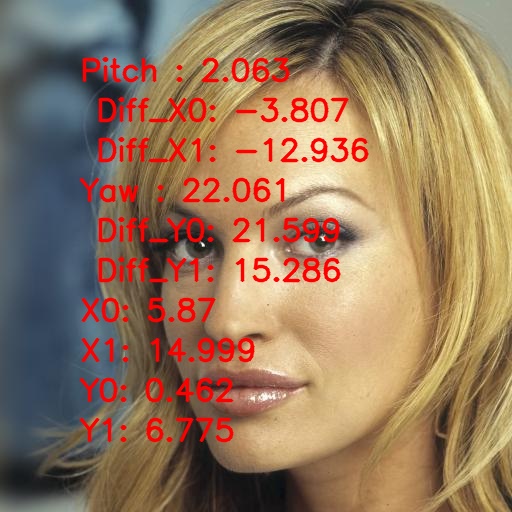 Pitch : 2.063
Diff_X0: -3.807
Diff_X1: -12.936
Yaw : 22.061
Diff_Y0: 21.599
Diff_Y1: 15.286
X0: 5.87
X1: 14.999
Y0: 0.462
Y1: 6.775